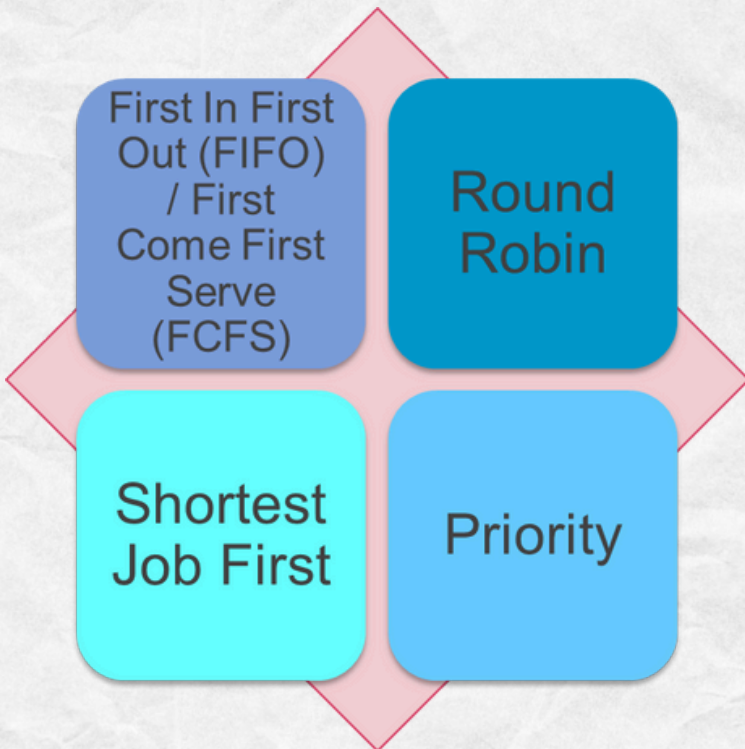 First In First
Out (FIFO)
/ First
Come First
Serve
(FCFS)
Round
Robin
Shortest
Job First
Priority